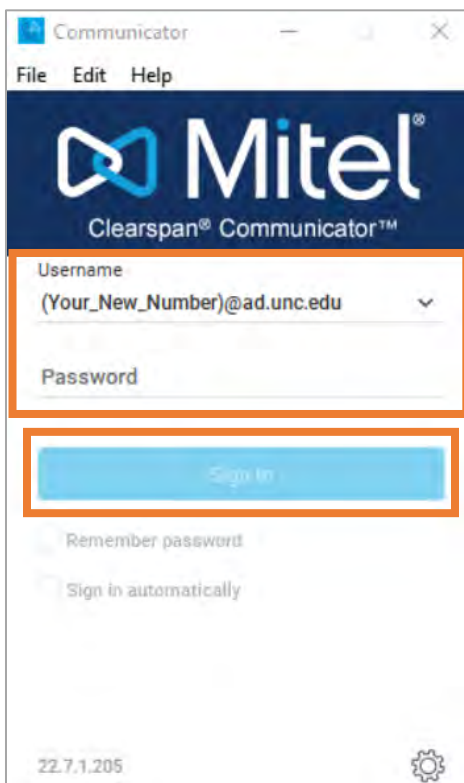 Communicator
File Edit Help
Mitel®
Clearspan® Communicator™
Username
(Your_New_Number)@ad.unc.edu
Password
Sign In
Remember password
Sign in automatically
22.7.1.205